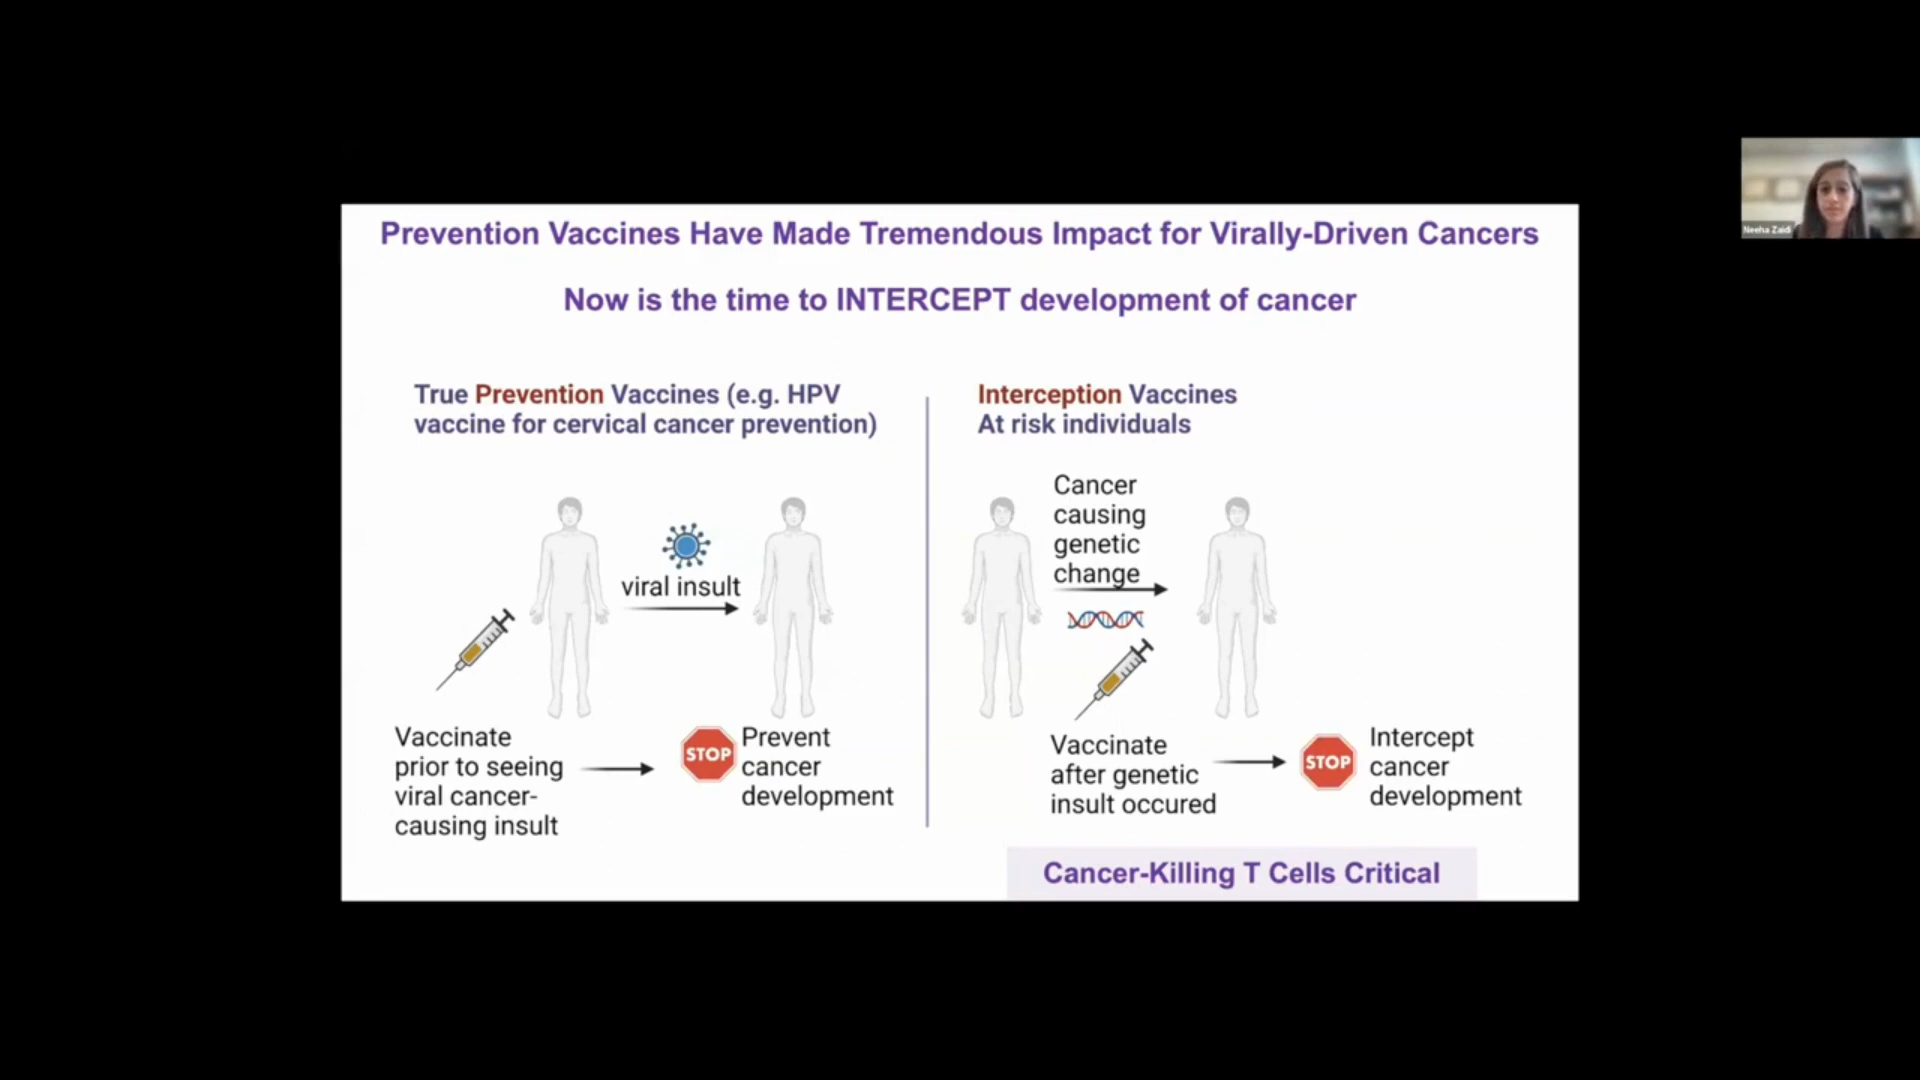 Prevention Vaccines Have Made Tremendous Impact for Virally-Driven Cancers
Now is the time to INTERCEPT development of cancer
True Prevention Vaccines (e.g. HPV
vaccine for cervical cancer prevention)
viral insult
Vaccinate
prior to seeing
viral cancer-
causing insult
STOP
Prevent
cancer
development
Interception Vaccines
At risk individuals
Cancer
causing
genetic
change
Vaccinate
after genetic
insult occured
STOP
Intercept
cancer
development
Cancer-Killing T Cells Critical
Neeha Zaidi